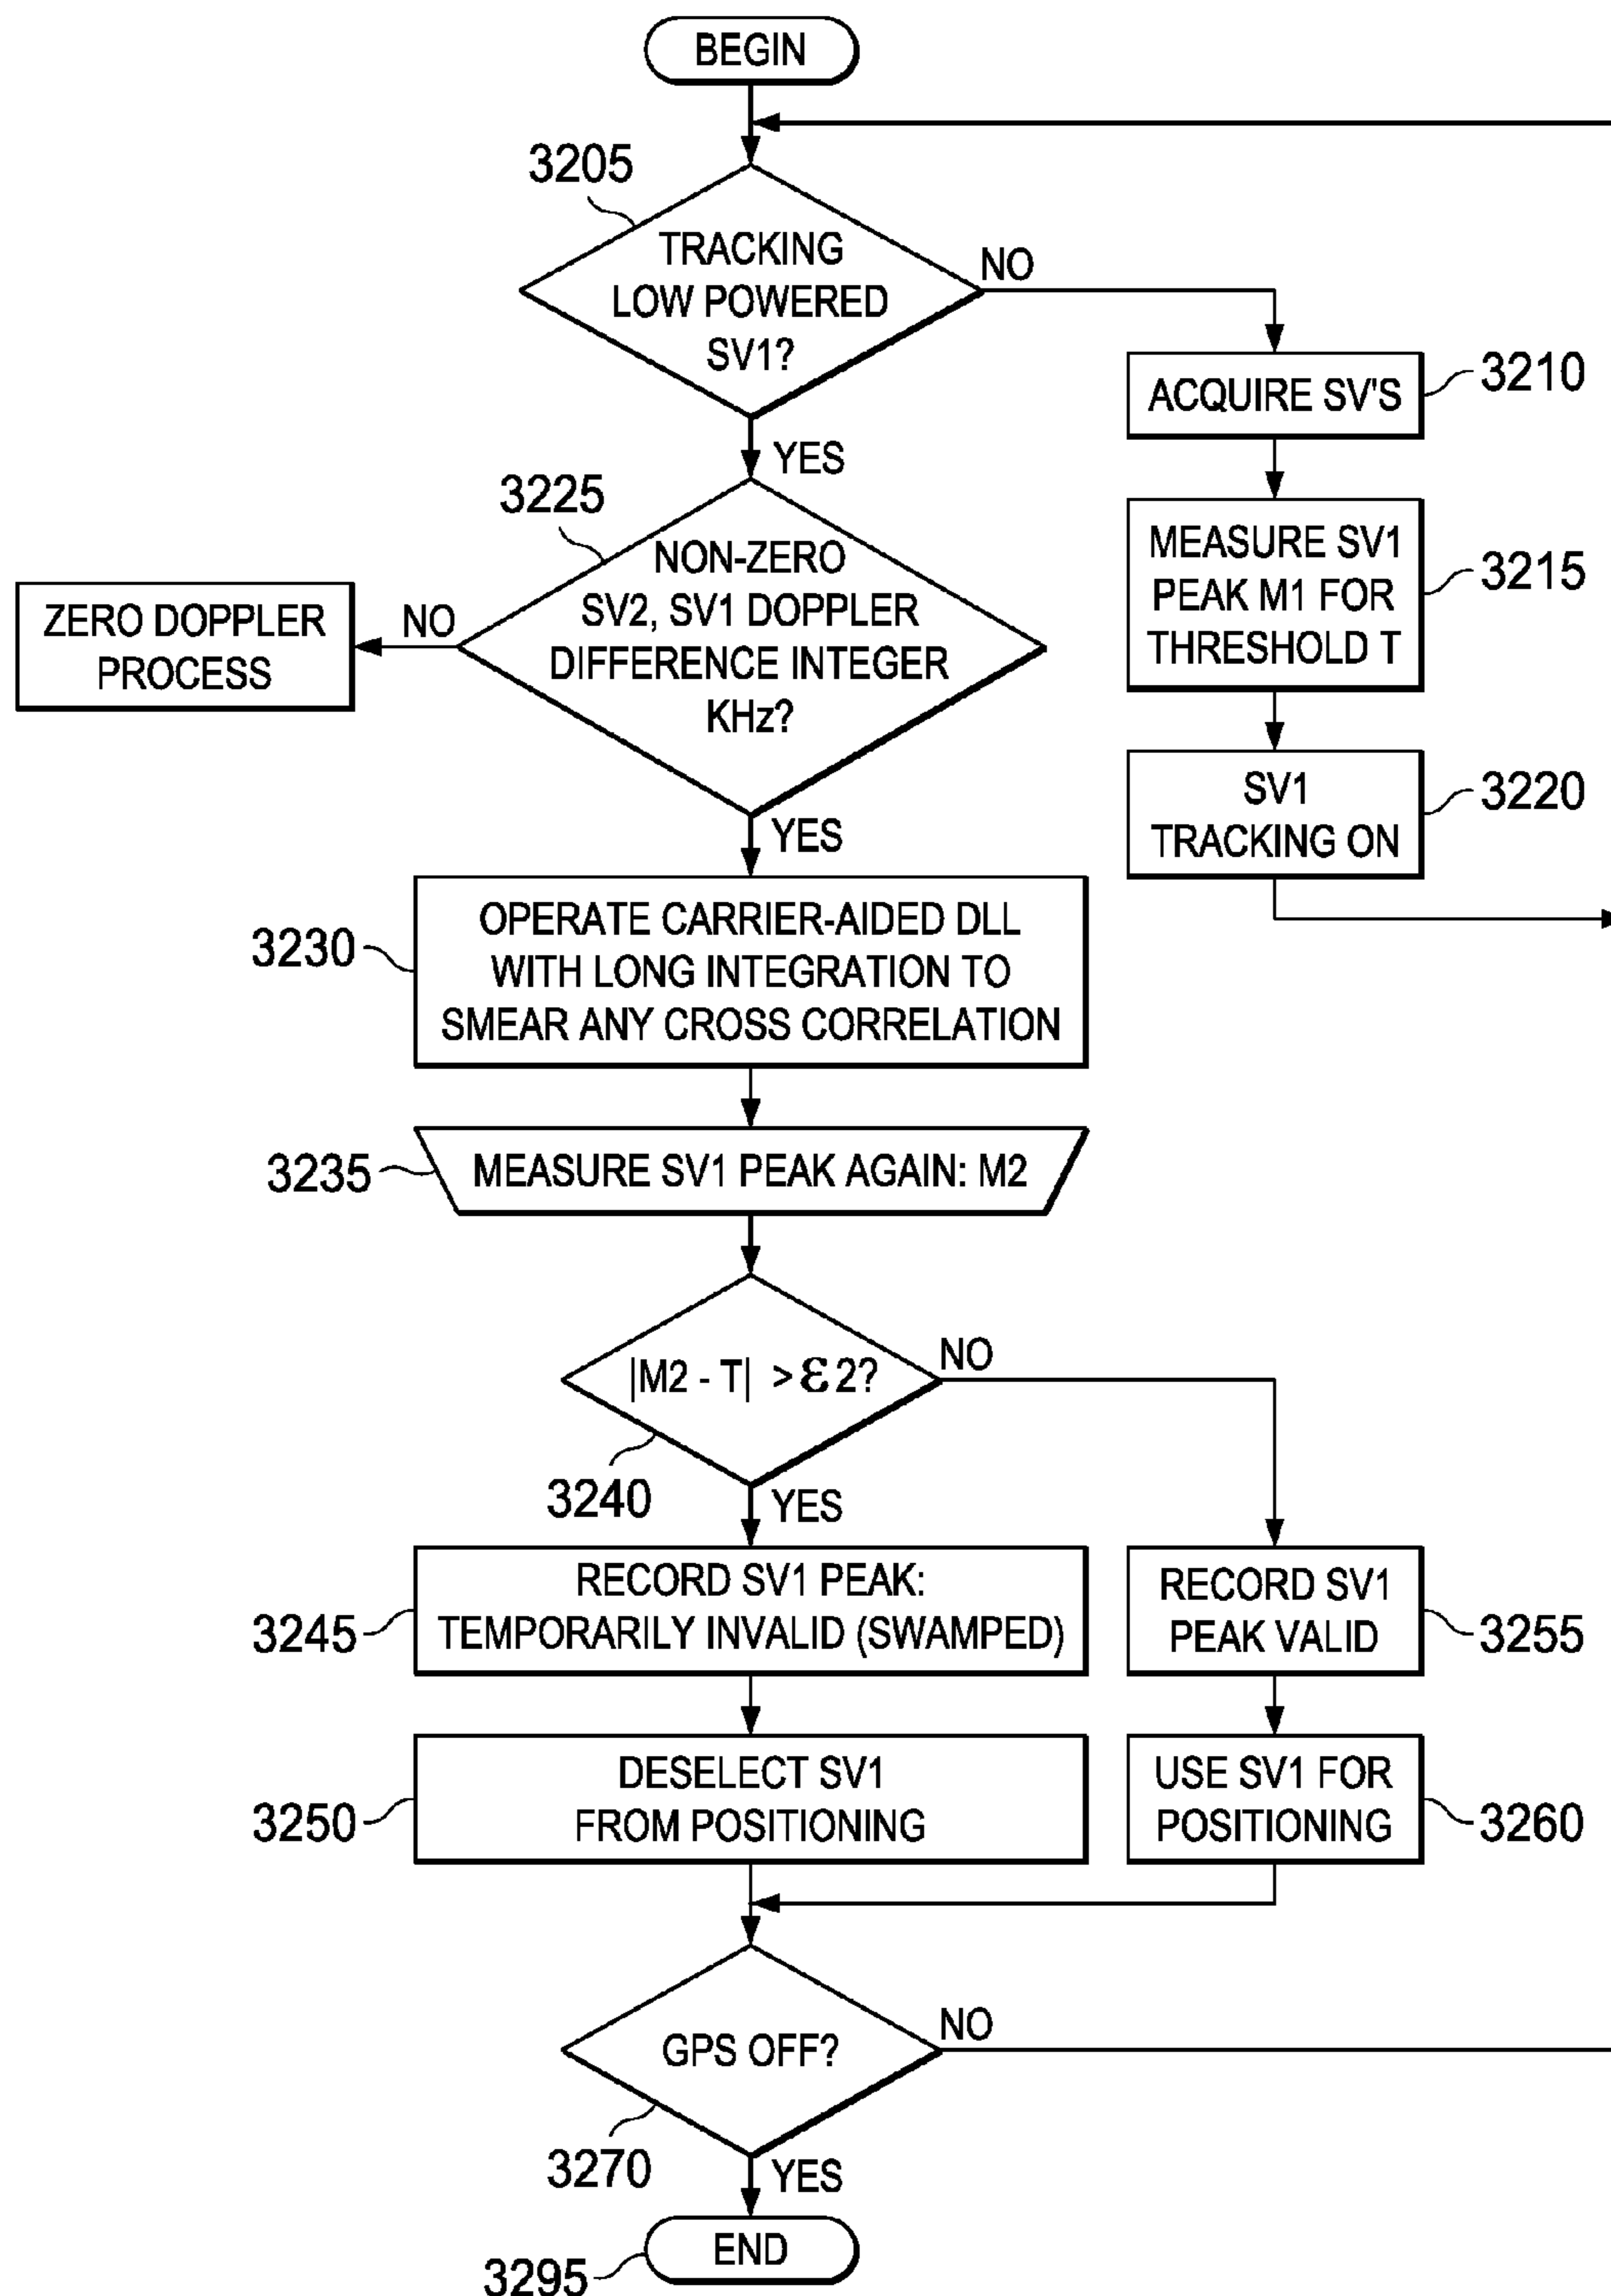 BEGIN
3205
TRACKING
LOW POWERED
SV1?
NO
YES
ACQUIRE SV'S
3210
MEASURE SV1
PEAK M1 FOR
THRESHOLD T
3215
SV1
TRACKING ON
3220
3225
NON-ZERO
SV2, SV1 DOPPLER
DIFFERENCE INTEGER
KHz?
NO
ZERO DOPPLER
PROCESS
YES
3230
OPERATE CARRIER-AIDED DLL
WITH LONG INTEGRATION TO
SMEAR ANY CROSS CORRELATION
3235
MEASURE SV1 PEAK AGAIN: M2
|M2 - T| > ε2?
NO
3240
YES
3245
RECORD SV1 PEAK:
TEMPORARILY INVALID (SWAMPED)
RECORD SV1
PEAK VALID
3255
3250
DESELECT SV1
FROM POSITIONING
USE SV1 FOR
POSITIONING
3260
GPS OFF?
NO
3270
YES
END
3295